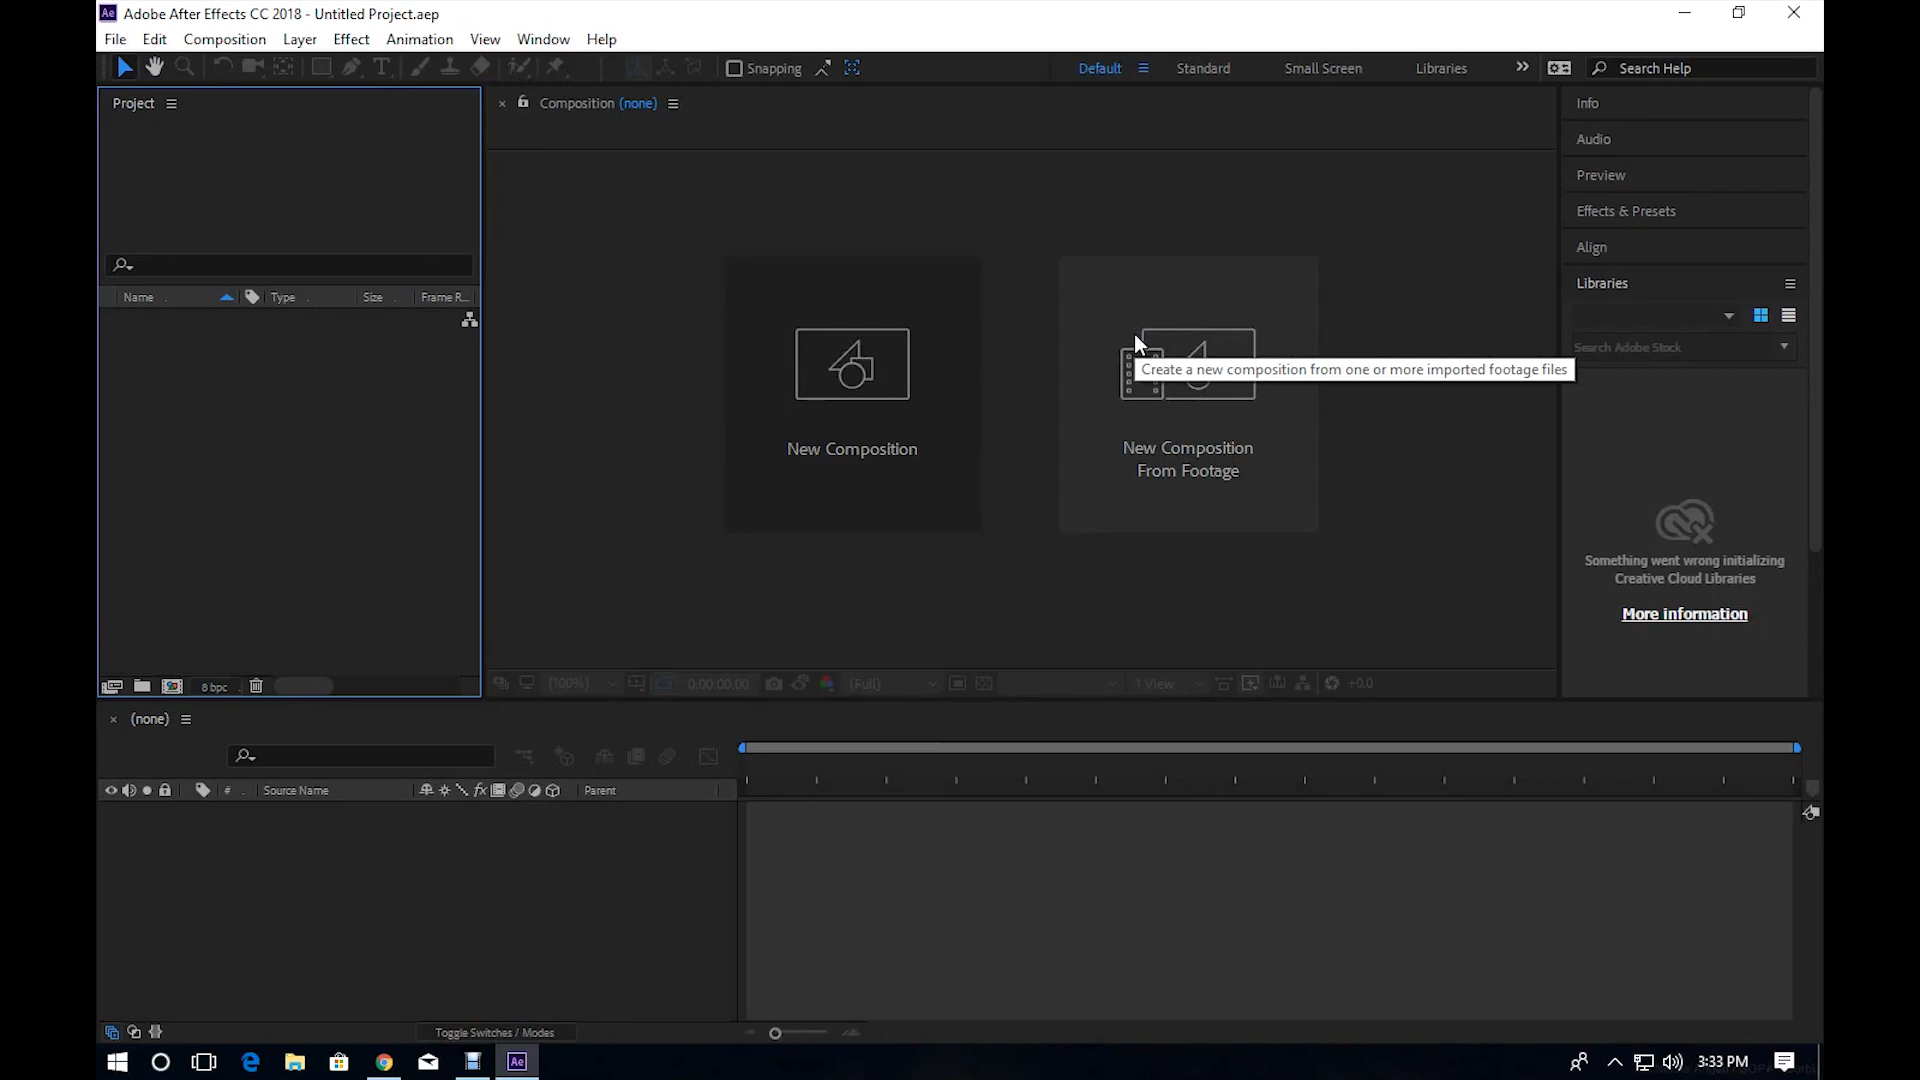 Adobe After Effects CC 2018 - Untitled Project.aep
File Edit Composition Layer Effect Animation View Window Help
Snapping
Default Standard Small Screen Libraries
Search Help
Project
Composition (none)
Info
Audio
Preview
Effects & Presets
Align
Libraries
Search Adobe Stock
Name Type Size Frame R...
Create a new composition from one or more imported footage files
New Composition
New Composition
From Footage
Something went wrong initializing
Creative Cloud Libraries
More information
8 bpc
(100%) 0:00:00:00 (Full) 1 View +0.0
(none)
# Source Name fx Parent
Toggle Switches / Modes
Ae
3:33 PM